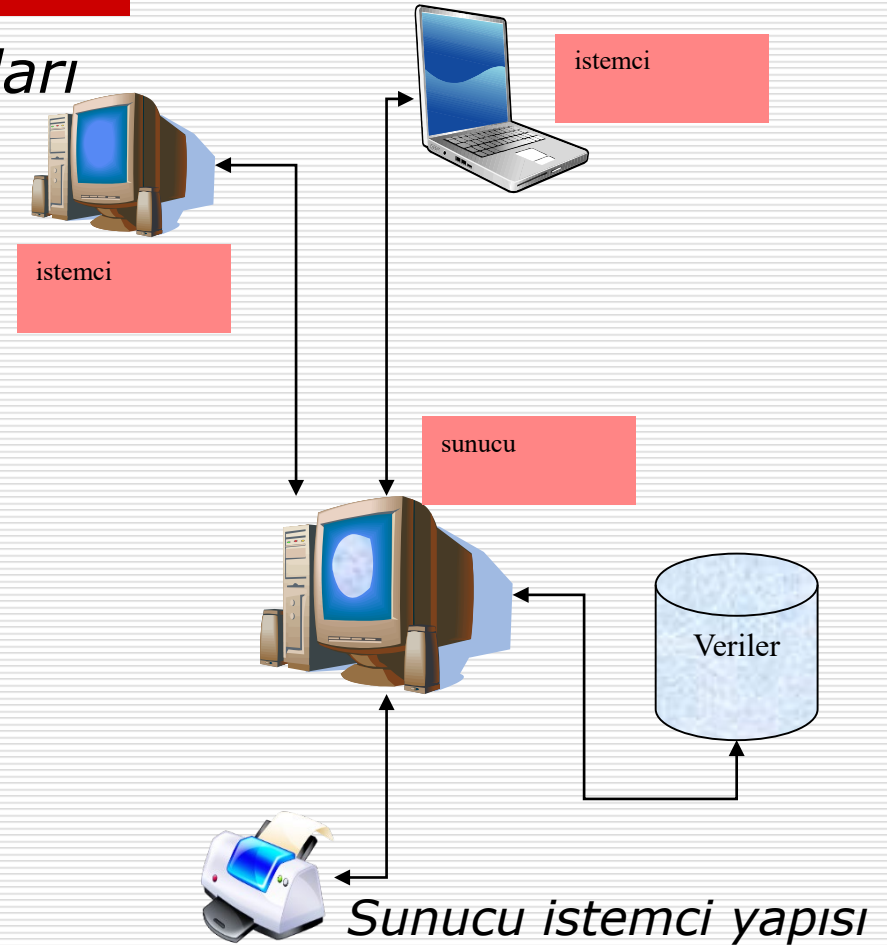 ları
istemci
istemci
sunucu
Veriler
Sunucu istemci yapısı